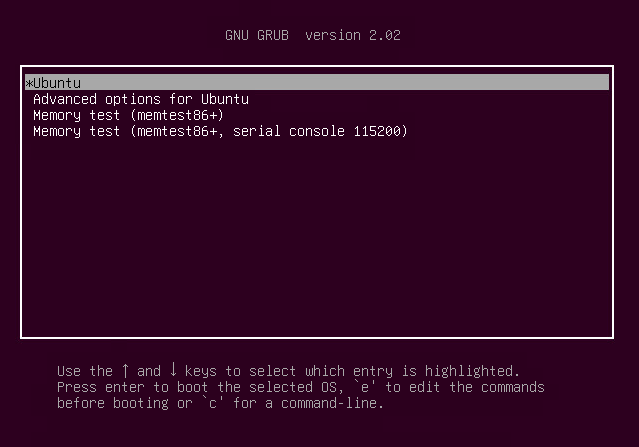 GNU GRUB  version 2.02
*Ubuntu
Advanced options for Ubuntu
Memory test (memtest86+)
Memory test (memtest86+, serial console 115200)
Use the ↑ and ↓ keys to select which entry is highlighted.
Press enter to boot the selected OS, `e' to edit the commands
before booting or `c' for a command-line.